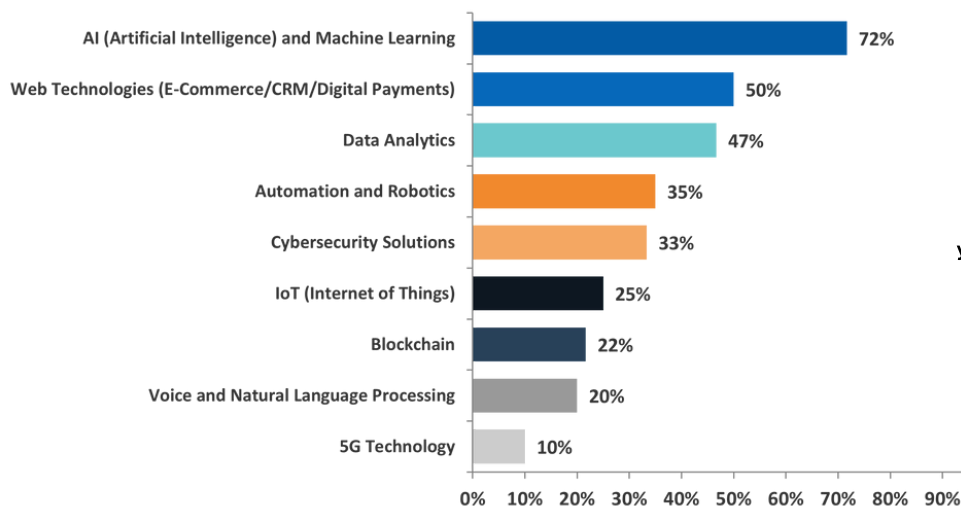 AI (Artificial Intelligence) and Machine Learning 72%
Web Technologies (E-Commerce/CRM/Digital Payments) 50%
Data Analytics 47%
Automation and Robotics 35%
Cybersecurity Solutions 33%
y
IoT (Internet of Things) 25%
Blockchain 22%
Voice and Natural Language Processing 20%
5G Technology 10%
0% 10% 20% 30% 40% 50% 60% 70% 80% 90%